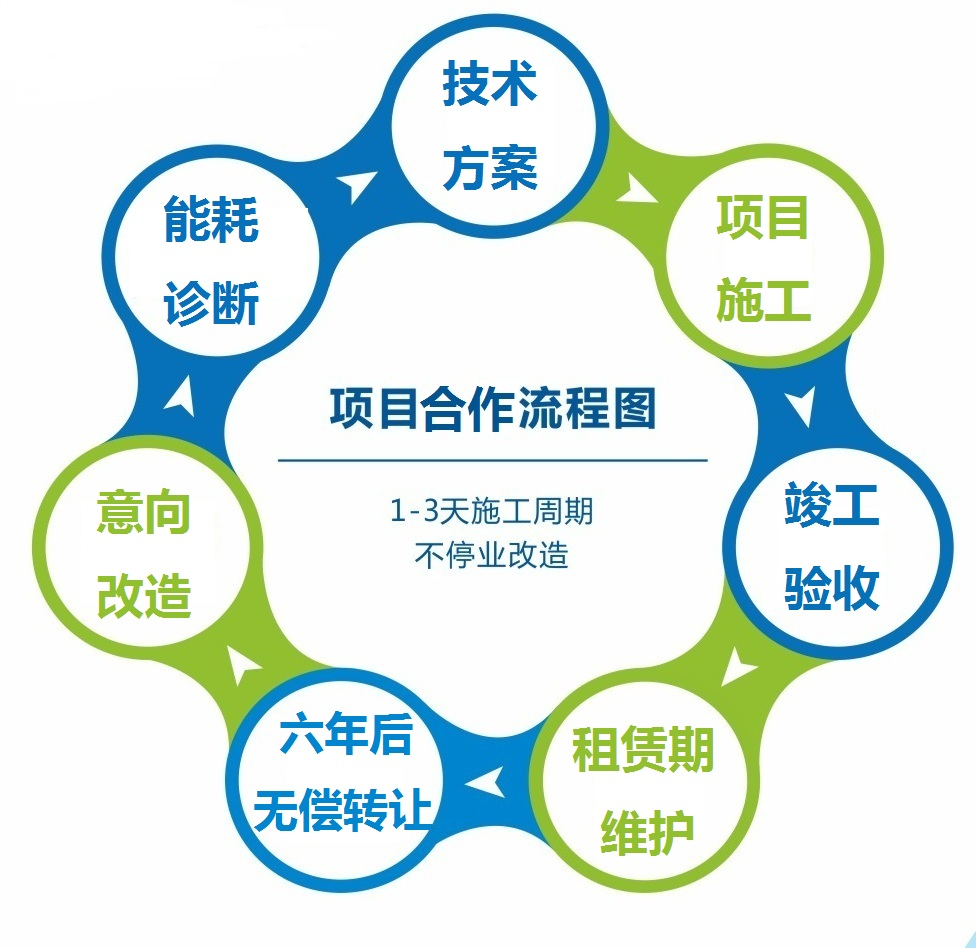 技术
方案
能耗
诊断
项目
施工
项目合作流程图
1-3天施工周期
不停业改造
意向
改造
竣工
验收
六年后
无偿转让
租赁期
维护